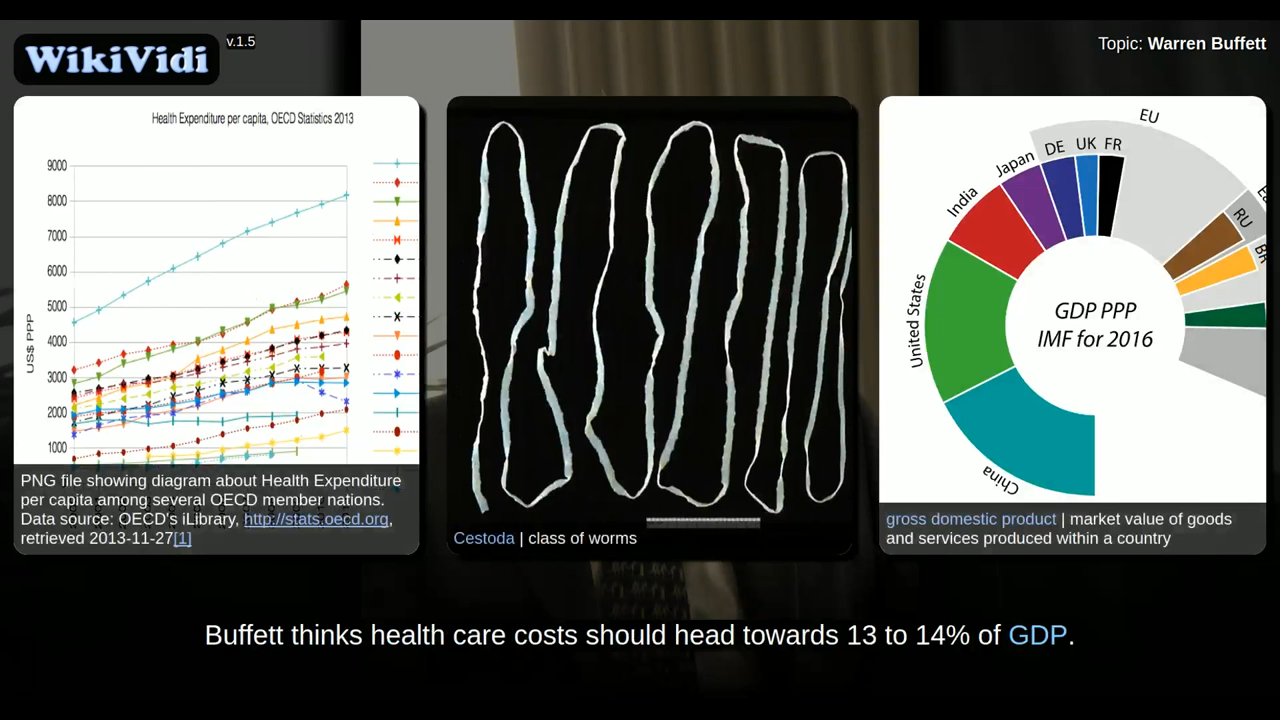 WikiVidi
v.1.5
Topic: Warren Buffett
Health Expenditure per capita, OECD Statistics 2013
9000
8000
7000
6000
5000
4000
3000
2000
1000
US$ PPP
PNG file showing diagram about Health Expenditure
per capita among several OECD member nations.
Data source: OECD's iLibrary, http://stats.oecd.org,
retrieved 2013-11-27[1]
Cestoda | class of worms
EU
FR
UK
DE
Japan
India
United States
China
RU
GDP PPP
IMF for 2016
gross domestic product | market value of goods
and services produced within a country
Buffett thinks health care costs should head towards 13 to 14% of GDP.